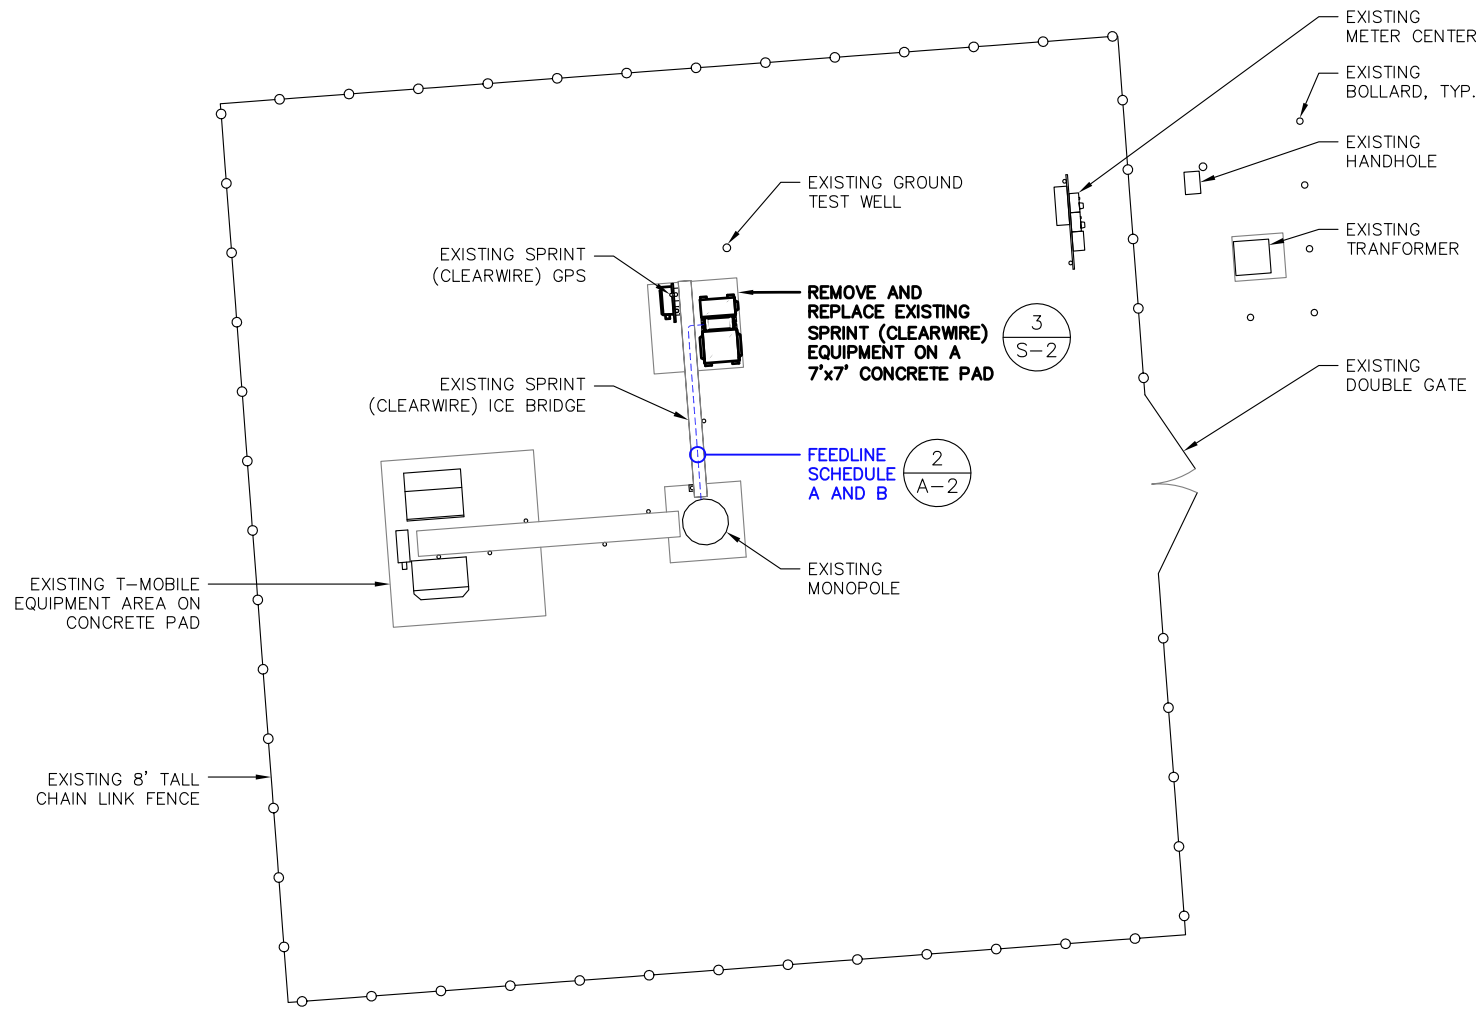 EXISTING
METER CENTER
EXISTING
BOLLARD, TYP.
EXISTING
HANDHOLE
EXISTING GROUND
TEST WELL
EXISTING
TRANFORMER
EXISTING SPRINT
(CLEARWIRE) GPS
REMOVE AND
REPLACE EXISTING
SPRINT (CLEARWIRE)
EQUIPMENT ON A
7'x7' CONCRETE PAD
3
S-2
EXISTING
DOUBLE GATE
EXISTING SPRINT
(CLEARWIRE) ICE BRIDGE
FEEDLINE
SCHEDULE
A AND B
2
A-2
EXISTING
MONOPOLE
EXISTING T-MOBILE
EQUIPMENT AREA ON
CONCRETE PAD
EXISTING 8' TALL
CHAIN LINK FENCE